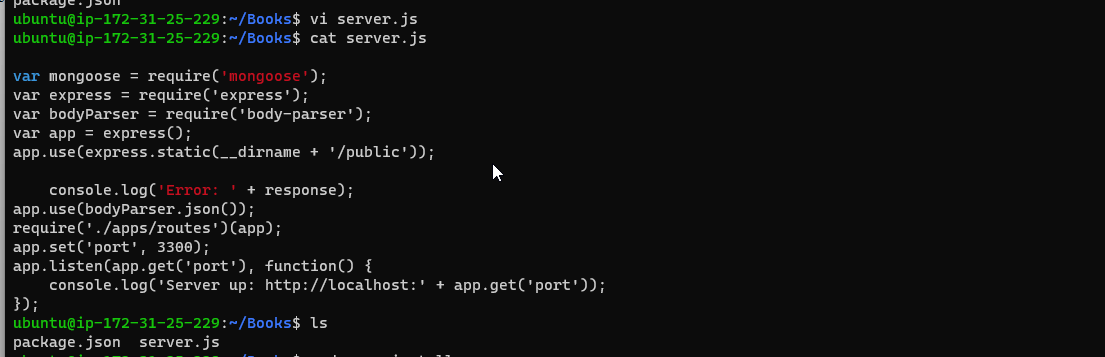 package.json
ubuntu@ip-172-31-25-229:~/Books$ vi server.js
ubuntu@ip-172-31-25-229:~/Books$ cat server.js
var mongoose = require('mongoose');
var express = require('express');
var bodyParser = require('body-parser');
var app = express();
app.use(express.static(__dirname + '/public'));
    console.log('Error: ' + response);
app.use(bodyParser.json());
require('./apps/routes')(app);
app.set('port', 3300);
app.listen(app.get('port'), function() {
    console.log('Server up: http://localhost:' + app.get('port'));
});
ubuntu@ip-172-31-25-229:~/Books$ ls
package.json  server.js